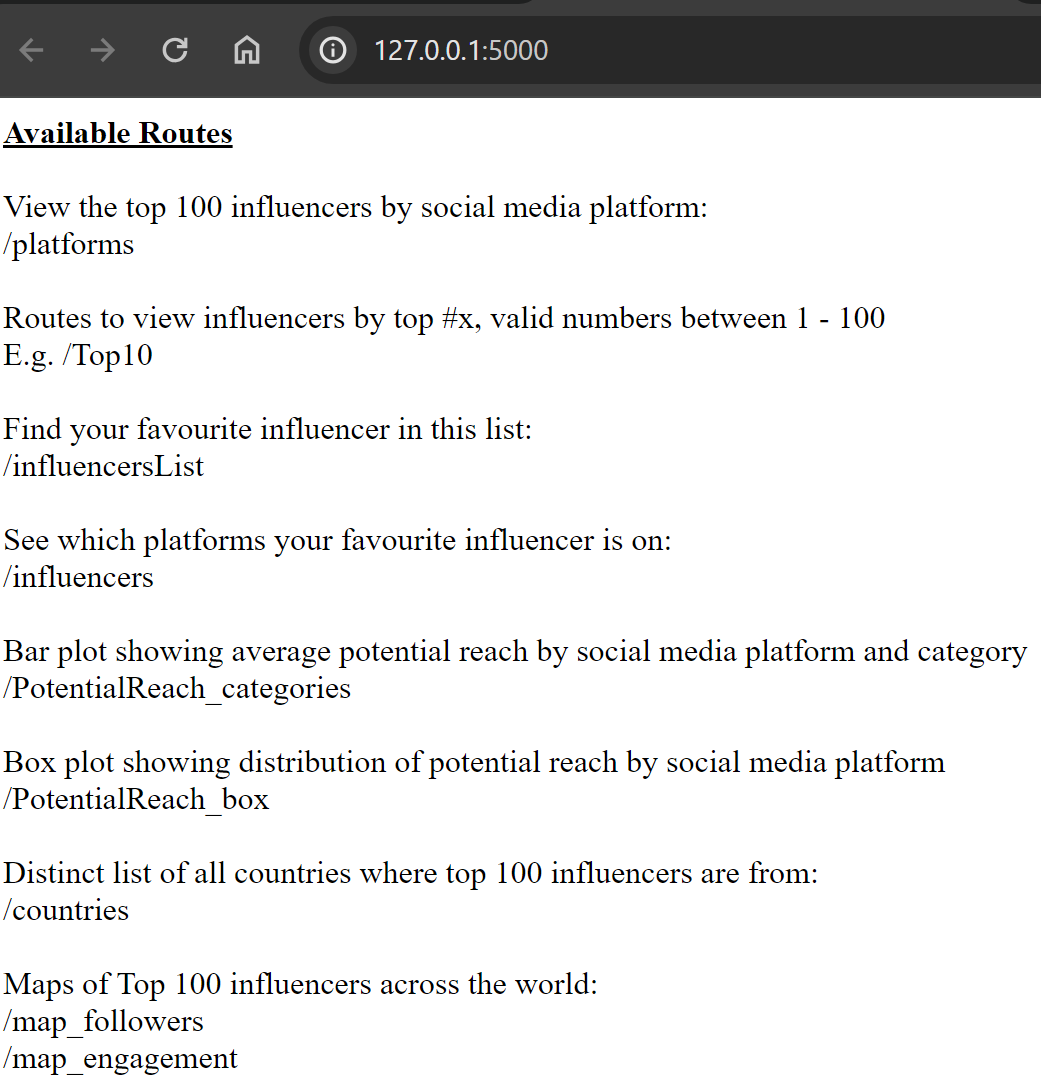 127.0.0.1:5000
Available Routes
View the top 100 influencers by social media platform:
/platforms
Routes to view influencers by top #x, valid numbers between 1 - 100
E.g. /Top10
Find your favourite influencer in this list:
/influencersList
See which platforms your favourite influencer is on:
/influencers
Bar plot showing average potential reach by social media platform and category
/PotentialReach_categories
Box plot showing distribution of potential reach by social media platform
/PotentialReach_box
Distinct list of all countries where top 100 influencers are from:
/countries
Maps of Top 100 influencers across the world:
/map_followers
/map_engagement